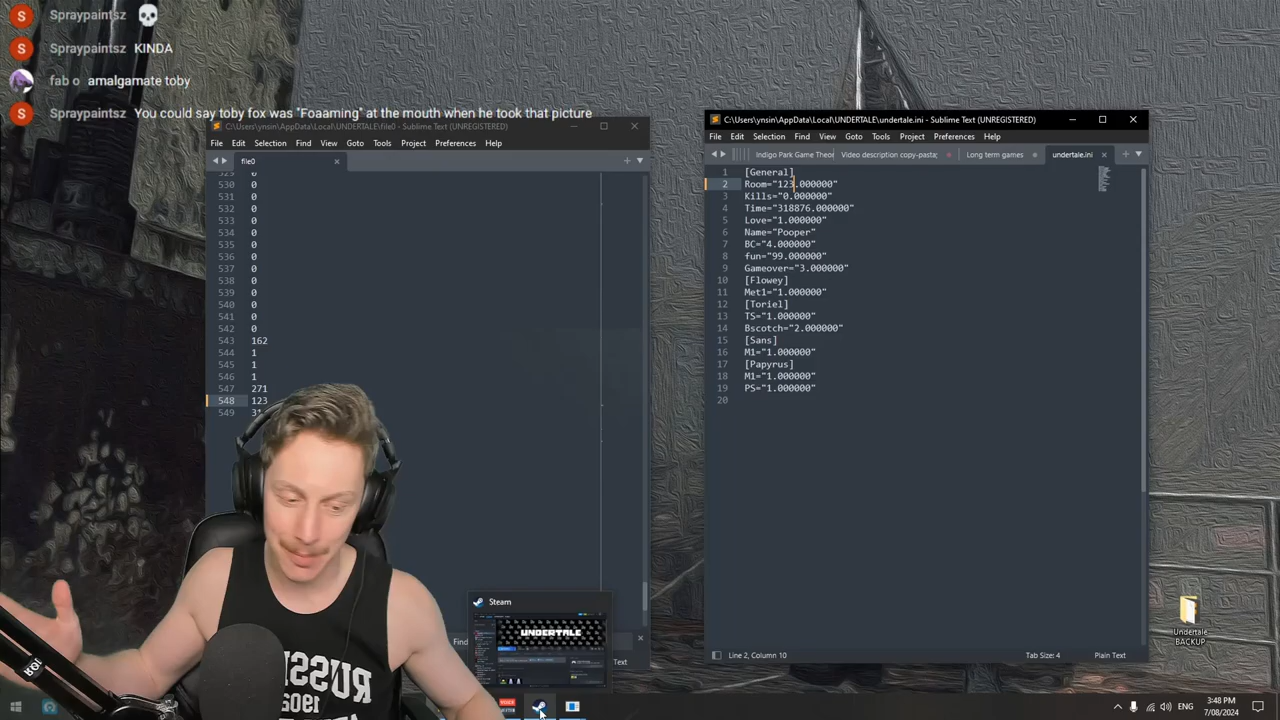 S Spraypaintsz
S Spraypaintsz KINDA
fab o amalgamate toby
S Spraypaintsz You could say toby fox was "Foaaming" at the mouth when he took that picture
C:\Users\ynsin\AppData\Local\UNDERTALE\file0 - Sublime Text (UNREGISTERED)
File Edit Selection Find View Goto Tools Project Preferences Help
file0
529 0
530 0
531 0
532 0
533 0
534 0
535 0
536 0
537 0
538 0
539 0
540 0
541 0
542 0
543 162
544 1
545 1
546 1
547 271
548 123
549
C:\Users\ynsin\AppData\Local\UNDERTALE\undertale.ini - Sublime Text (UNREGISTERED)
File Edit Selection Find View Goto Tools Project Preferences Help
Indigo Park Game Theor
Video description copy-pasta;
Long term games
undertale.ini
1 [General]
2 Room="123.000000"
3 Kills="0.000000"
4 Time="318876.000000"
5 Love="1.000000"
6 Name="Pooper"
7 BC="4.000000"
8 fun="99.000000"
9 Gameover="3.000000"
10 [Flowey]
11 Met1="1.000000"
12 [Toriel]
13 TS="1.000000"
14 Bscotch="2.000000"
15 [Sans]
16 M1="1.000000"
17 [Papyrus]
18 M1="1.000000"
19 PS="1.000000"
20
Line 2, Column 10
Tab Size: 4
Plain Text
Steam
UNDERTALE
Find
Text
Undertale
BACKUP
RUSSE
1902
3:48 PM
7/08/2024